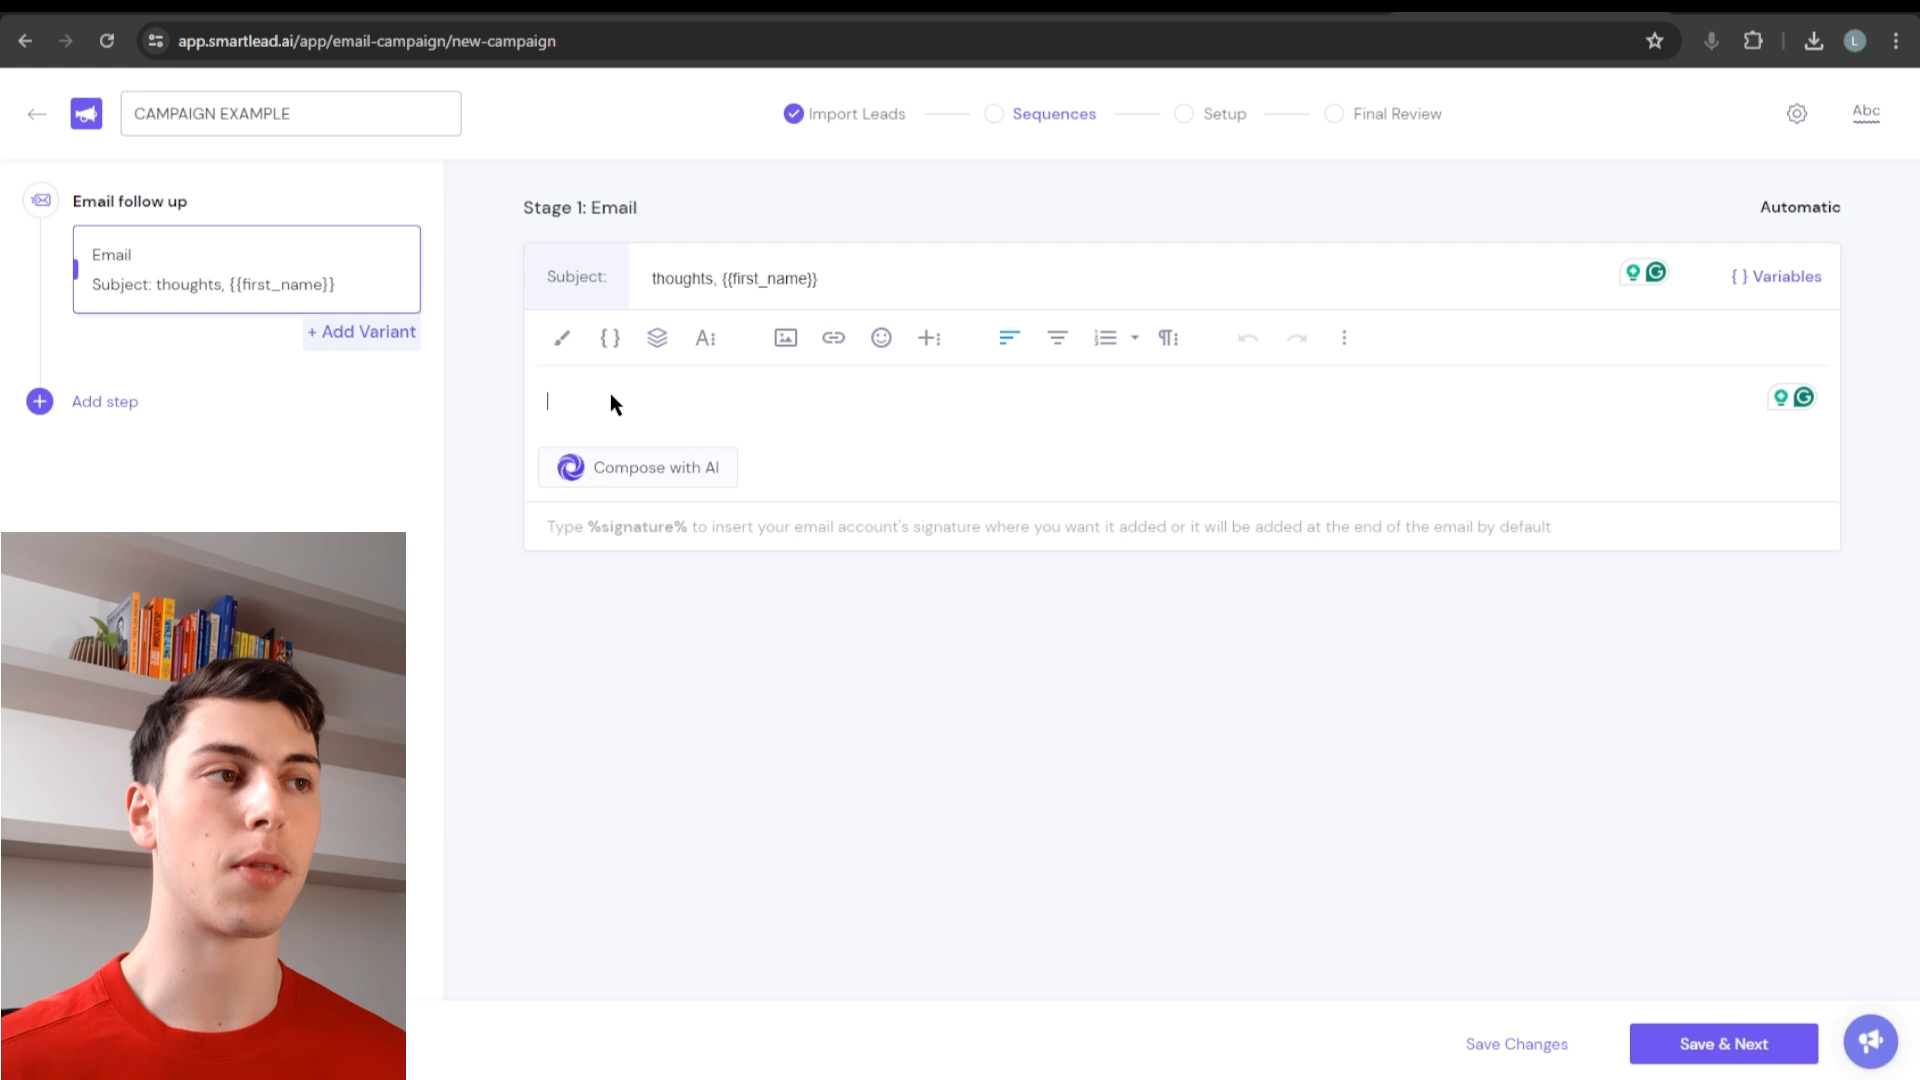 app.smartlead.ai/app/email-campaign/new-campaign
L
CAMPAIGN EXAMPLE
Import Leads
Sequences
Setup
Final Review
Abc
Email follow up
Email
Subject: thoughts, {{first_name}}
+ Add Variant
Add step
Stage 1: Email
Automatic
Subject:
thoughts, {{first_name}}
{ } Variables
Compose with AI
Type %signature% to insert your email account's signature where you want it added or it will be added at the end of the email by default
Save Changes
Save & Next